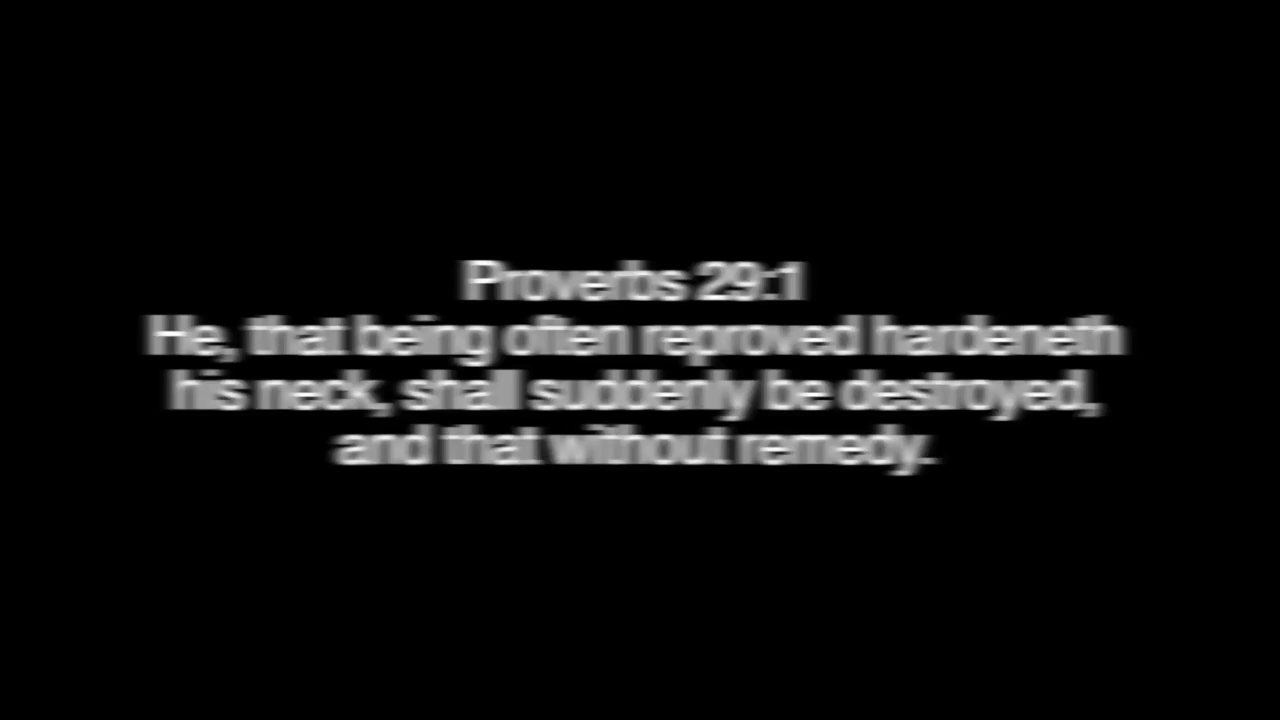 Proverbs 29:1
He, that being often reproved hardeneth
his neck, shall suddenly be destroyed,
and that without remedy.